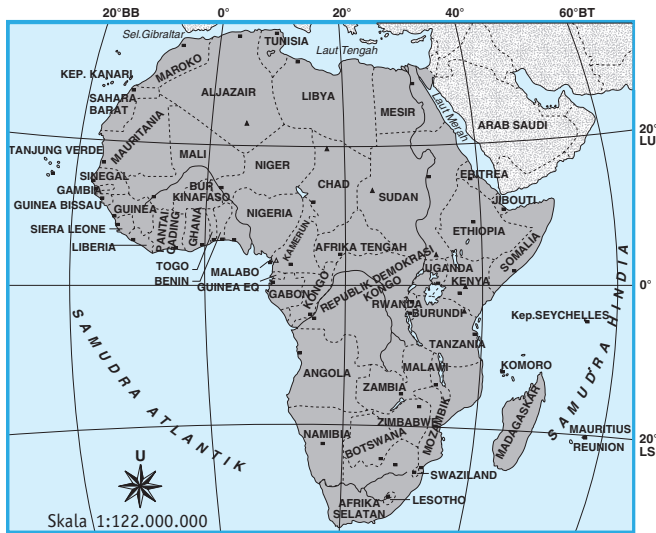 20°BB 0° 20° 40° 60°BT
Sel.Gibraltar
TUNISIA
Laut Tengah
MAROKO
KEP. KANARI
ALJAZAIR
LIBYA
SAHARA
BARAT
MESIR
Laut Merah
ARAB SAUDI
20°
LU
MAURITANIA
TANJUNG VERDE
MALI
NIGER
SINEGAL
ERITREA
GAMBIA
BUR
KINAFASO
CHAD
SUDAN
JIBOUTI
GUINEA BISSAU
GUINEA
NIGERIA
SIERA LEONE
PANTAI
GADING
GHANA
ETHIOPIA
LIBERIA
KAMERUN
AFRIKA TENGAH
SOMALIA
TOGO
BENIN
MALABO
GUINEA EQ
UGANDA
KENYA
0°
GABON
KONGO
REPUBLIK DEMOKRASI
KONGO
RWANDA
BURUNDI
Kep.SEYCHELLES
TANZANIA
SAMUDRA HINDIA
SAMUDRA ATLANTIK
ANGOLA
MALAWI
KOMORO
ZAMBIA
MADAGASKAR
ZIMBABWE
MOZAMBIK
MAURITIUS
NAMIBIA
BOTSWANA
20°
LS
REUNION
U
SWAZILAND
AFRIKA
SELATAN
LESOTHO
Skala 1:122.000.000